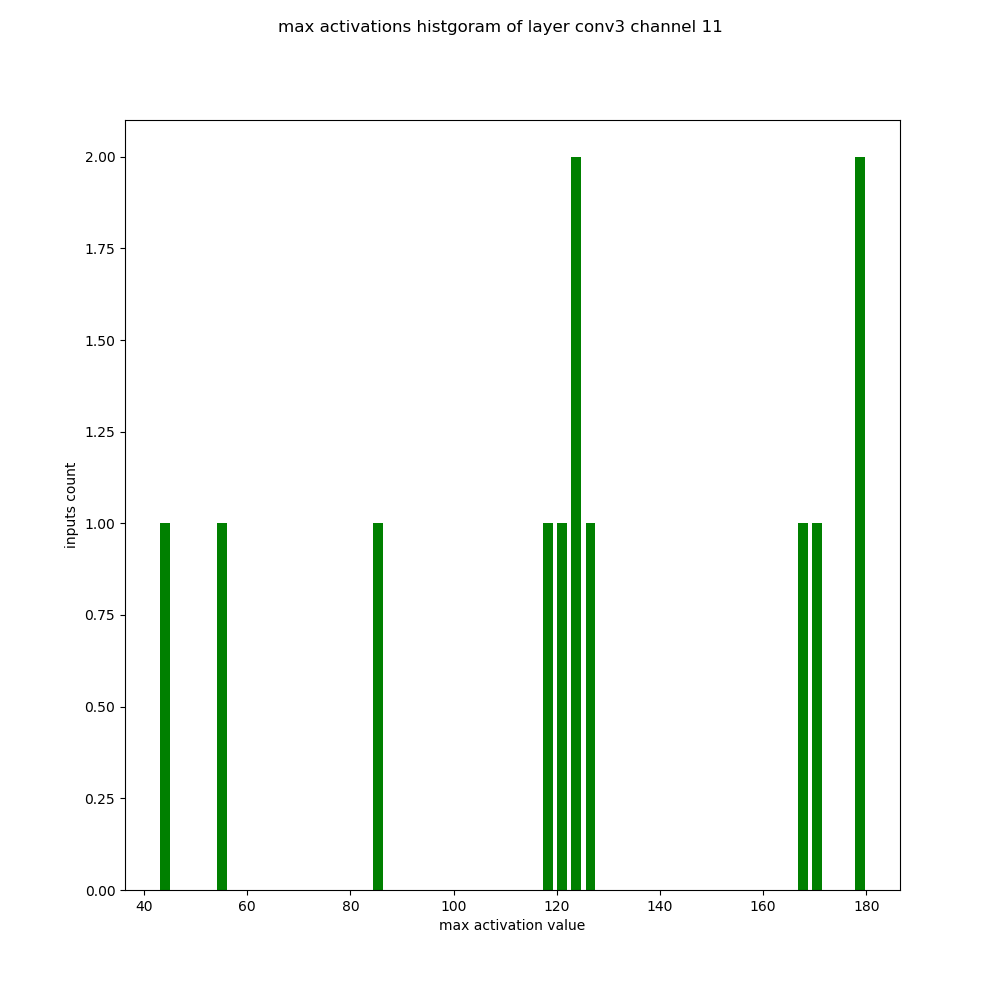 max activations histgoram of layer conv3 channel 11
2.00
1.75
1.50
1.25
1.00
0.75
0.50
0.25
0.00
inputs count
40 60 80 100 120 140 160 180
max activation value